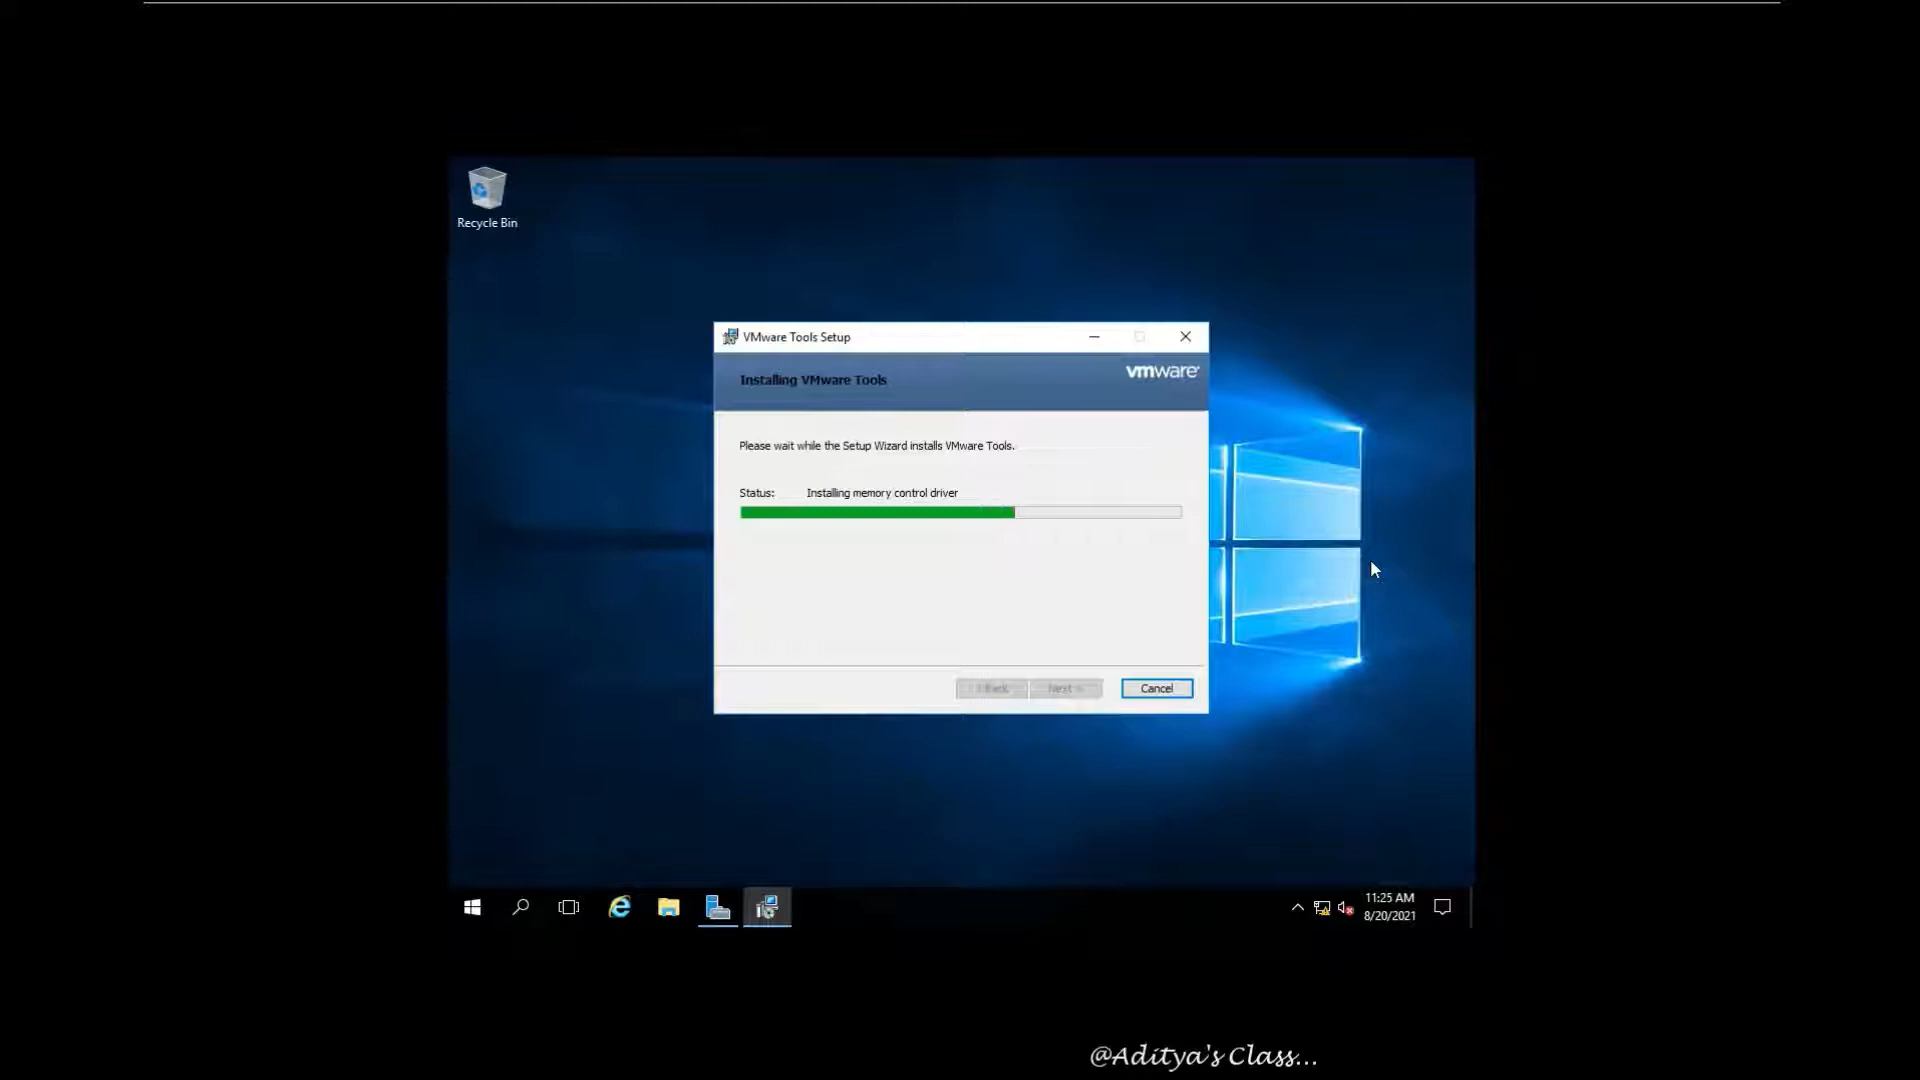 Recycle Bin
VMware Tools Setup
Installing VMware Tools
vmware
Please wait while the Setup Wizard installs VMware Tools.
Status: Installing memory control driver
< Back Next > Cancel
11:25 AM
8/20/2021
@Aditya's Class...